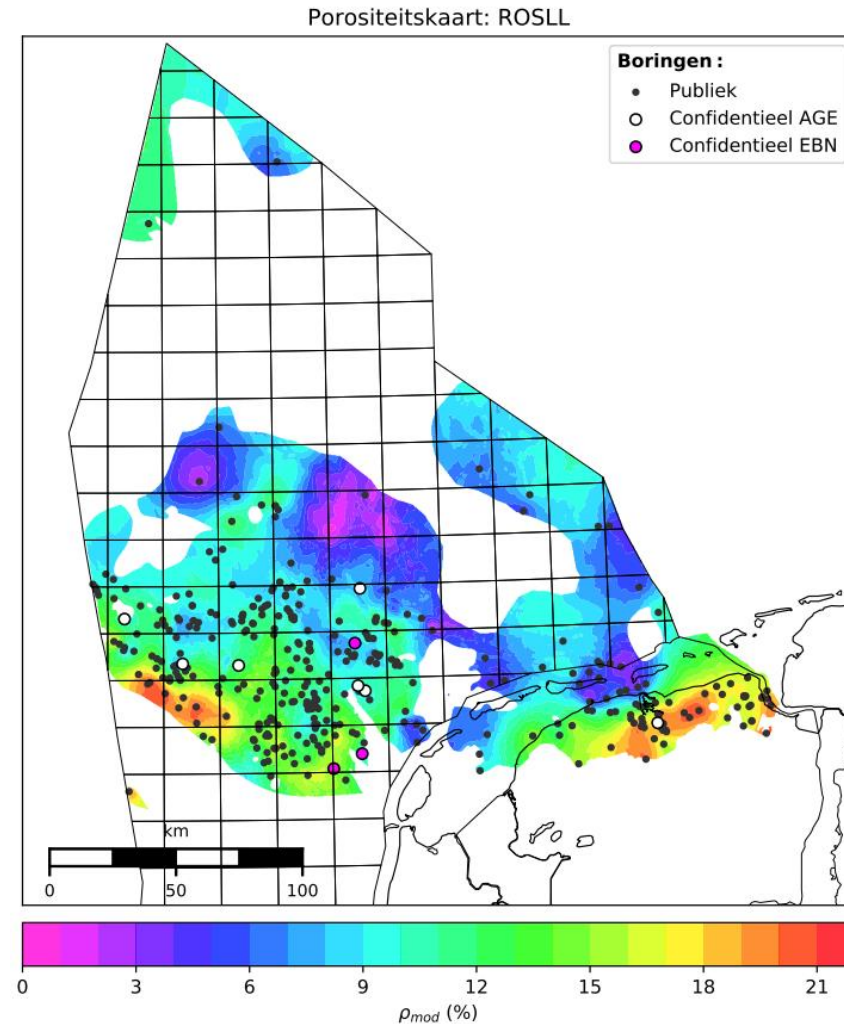 Porositeitskaart: ROSLL
Boringen:
Publiek
Confidentieel AGE
Confidentieel EBN
km
0 50 100
0 3 6 9 12 15 18 21
ρmod (%)